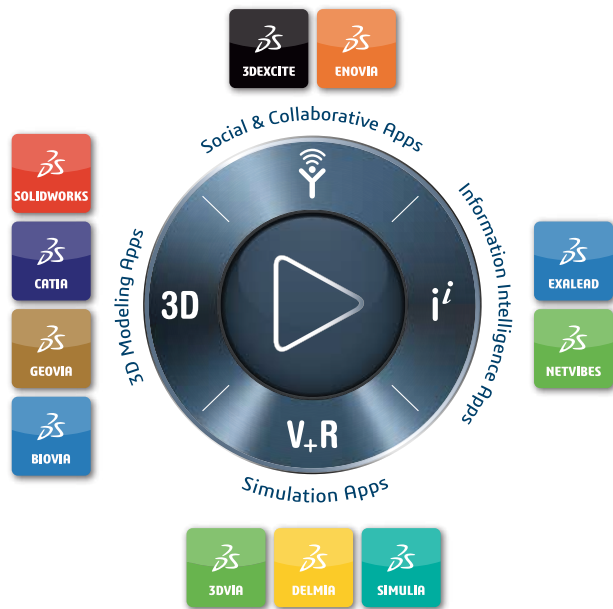 3DEXCITE
ENOVIA
Social & Collaborative Apps
SOLIDWORKS
CATIA
GEOVIA
BIOVIA
3D Modeling Apps
3D
iⁱ
Information Intelligence Apps
EXALEAD
NETVIBES
V+R
Simulation Apps
3DVIA
DELMIA
SIMULIA